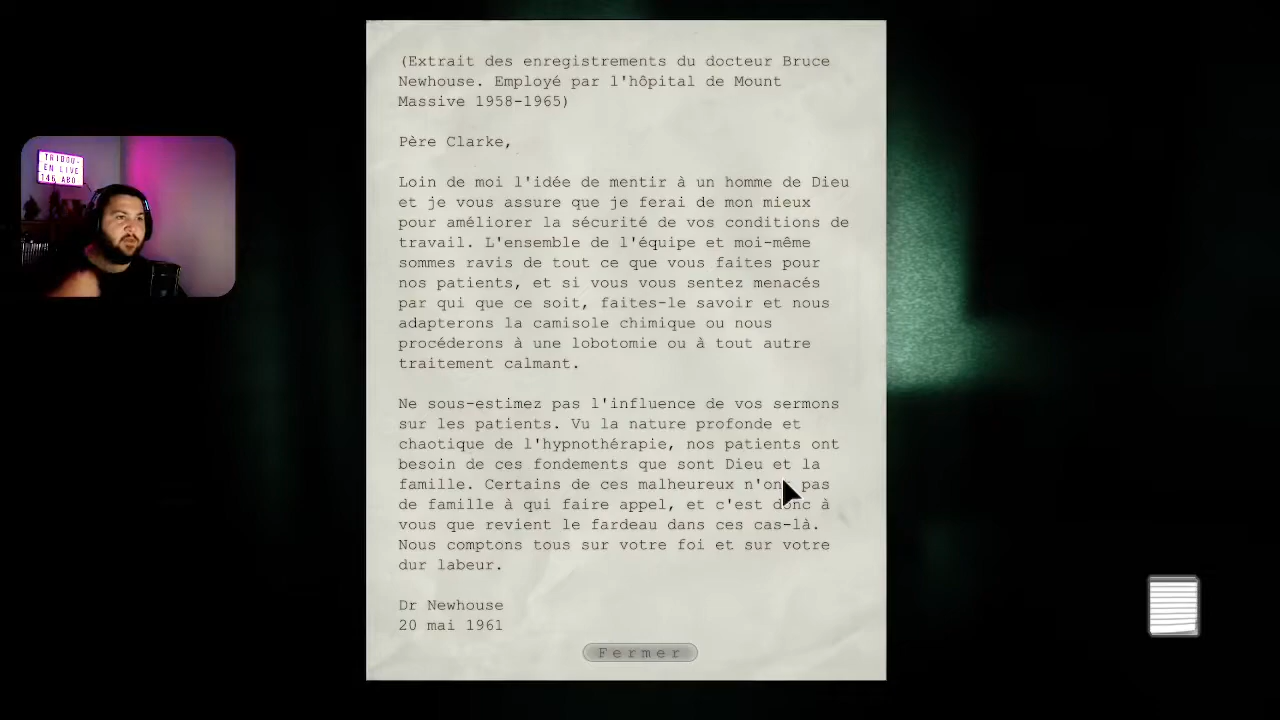 (Extrait des enregistrements du docteur Bruce
Newhouse. Employé par l'hôpital de Mount
Massive 1958-1965)
Père Clarke,
Loin de moi l'idée de mentir à un homme de Dieu
et je vous assure que je ferai de mon mieux
pour améliorer la sécurité de vos conditions de
travail. L'ensemble de l'équipe et moi-même
sommes ravis de tout ce que vous faites pour
nos patients, et si vous vous sentez menacés
par qui que ce soit, faites-le savoir et nous
adapterons la camisole chimique ou nous
procéderons à une lobotomie ou à tout autre
traitement calmant.
Ne sous-estimez pas l'influence de vos sermons
sur les patients. Vu la nature profonde et
chaotique de l'hypnothérapie, nos patients ont
besoin de ces fondements que sont Dieu et la
famille. Certains de ces malheureux n'ont pas
de famille à qui faire appel, et c'est donc à
vous que revient le fardeau dans ces cas-là.
Nous comptons tous sur votre foi et sur votre
dur labeur.
Dr Newhouse
20 mai 1961
Fermer
TRIDOU-
EN LIVE
146 ABO